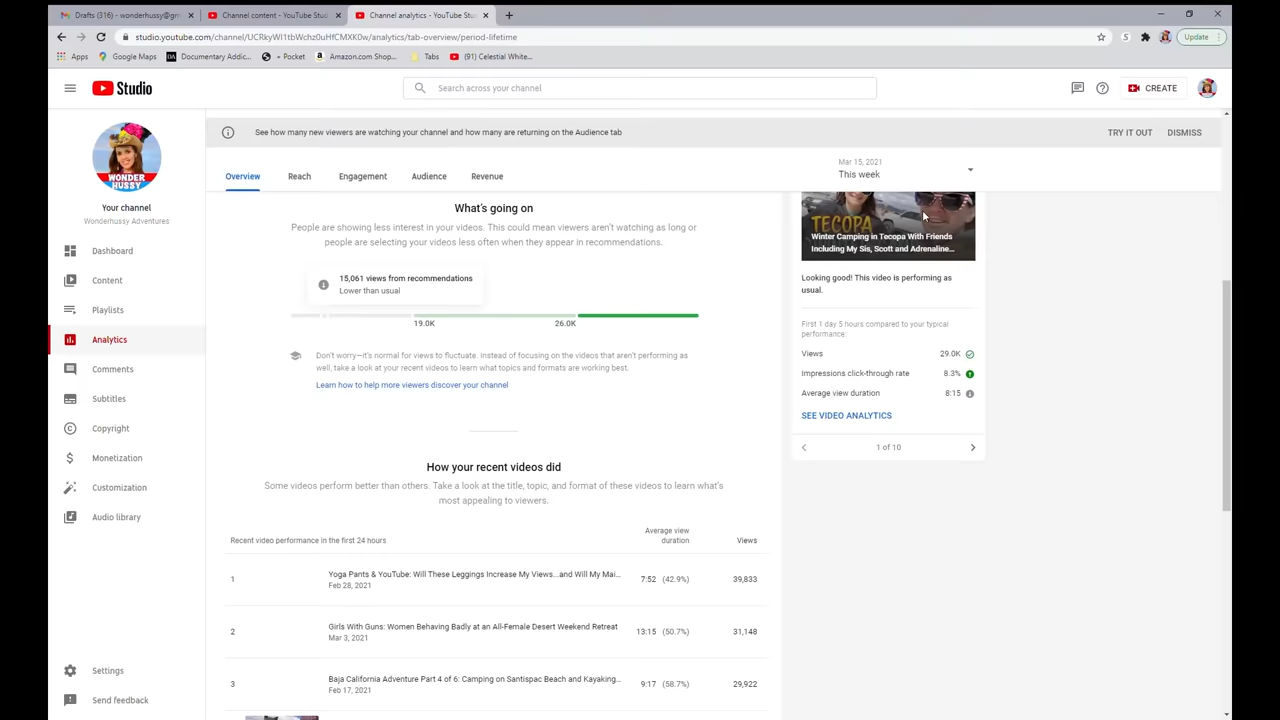 Drafts (316) - wonderhussy@gm
Channel content - YouTube Stud
Channel analytics - YouTube Stud
studio.youtube.com/channel/UCRkyWI1tbWchz0uHfCMXK0w/analytics/tab-overview/period-lifetime
Update
Apps
Google Maps
Documentary Addic...
+ Pocket
Amazon.com Shop...
Tabs
(91) Celestial White...
Studio
Search across your channel
CREATE
See how many new viewers are watching your channel and how many are returning on the Audience tab
TRY IT OUT
DISMISS
WONDER
HUSSY
Your channel
Wonderhussy Adventures
Dashboard
Content
Playlists
Analytics
Comments
Subtitles
Copyright
Monetization
Customization
Audio library
Settings
Send feedback
Overview
Reach
Engagement
Audience
Revenue
Mar 15, 2021
This week
What's going on
People are showing less interest in your videos. This could mean viewers aren't watching as long or
people are selecting your videos less often when they appear in recommendations.
15,061 views from recommendations
Lower than usual
19.0K
26.0K
Don't worry—it's normal for views to fluctuate. Instead of focusing on the videos that aren't performing as
well, take a look at your recent videos to learn what topics and formats are working best.
Learn how to help more viewers discover your channel
How your recent videos did
Some videos perform better than others. Take a look at the title, topic, and format of these videos to learn what's
most appealing to viewers.
Recent video performance in the first 24 hours
Average view
duration
Views
1
Yoga Pants & YouTube: Will These Leggings Increase My Views...and Will My Mai...
Feb 28, 2021
7:52 (42.9%)
39,833
2
Girls With Guns: Women Behaving Badly at an All-Female Desert Weekend Retreat
Mar 3, 2021
13:15 (50.7%)
31,148
3
Baja California Adventure Part 4 of 6: Camping on Santispac Beach and Kayaking...
Feb 17, 2021
9:17 (58.7%)
29,922
TECOPA
Winter Camping in Tecopa With Friends
Including My Sis, Scott and Adrenaline...
Looking good! This video is performing as
usual.
First 1 day 5 hours compared to your typical
performance:
Views
29.0K
Impressions click-through rate
8.3%
Average view duration
8:15
SEE VIDEO ANALYTICS
1 of 10